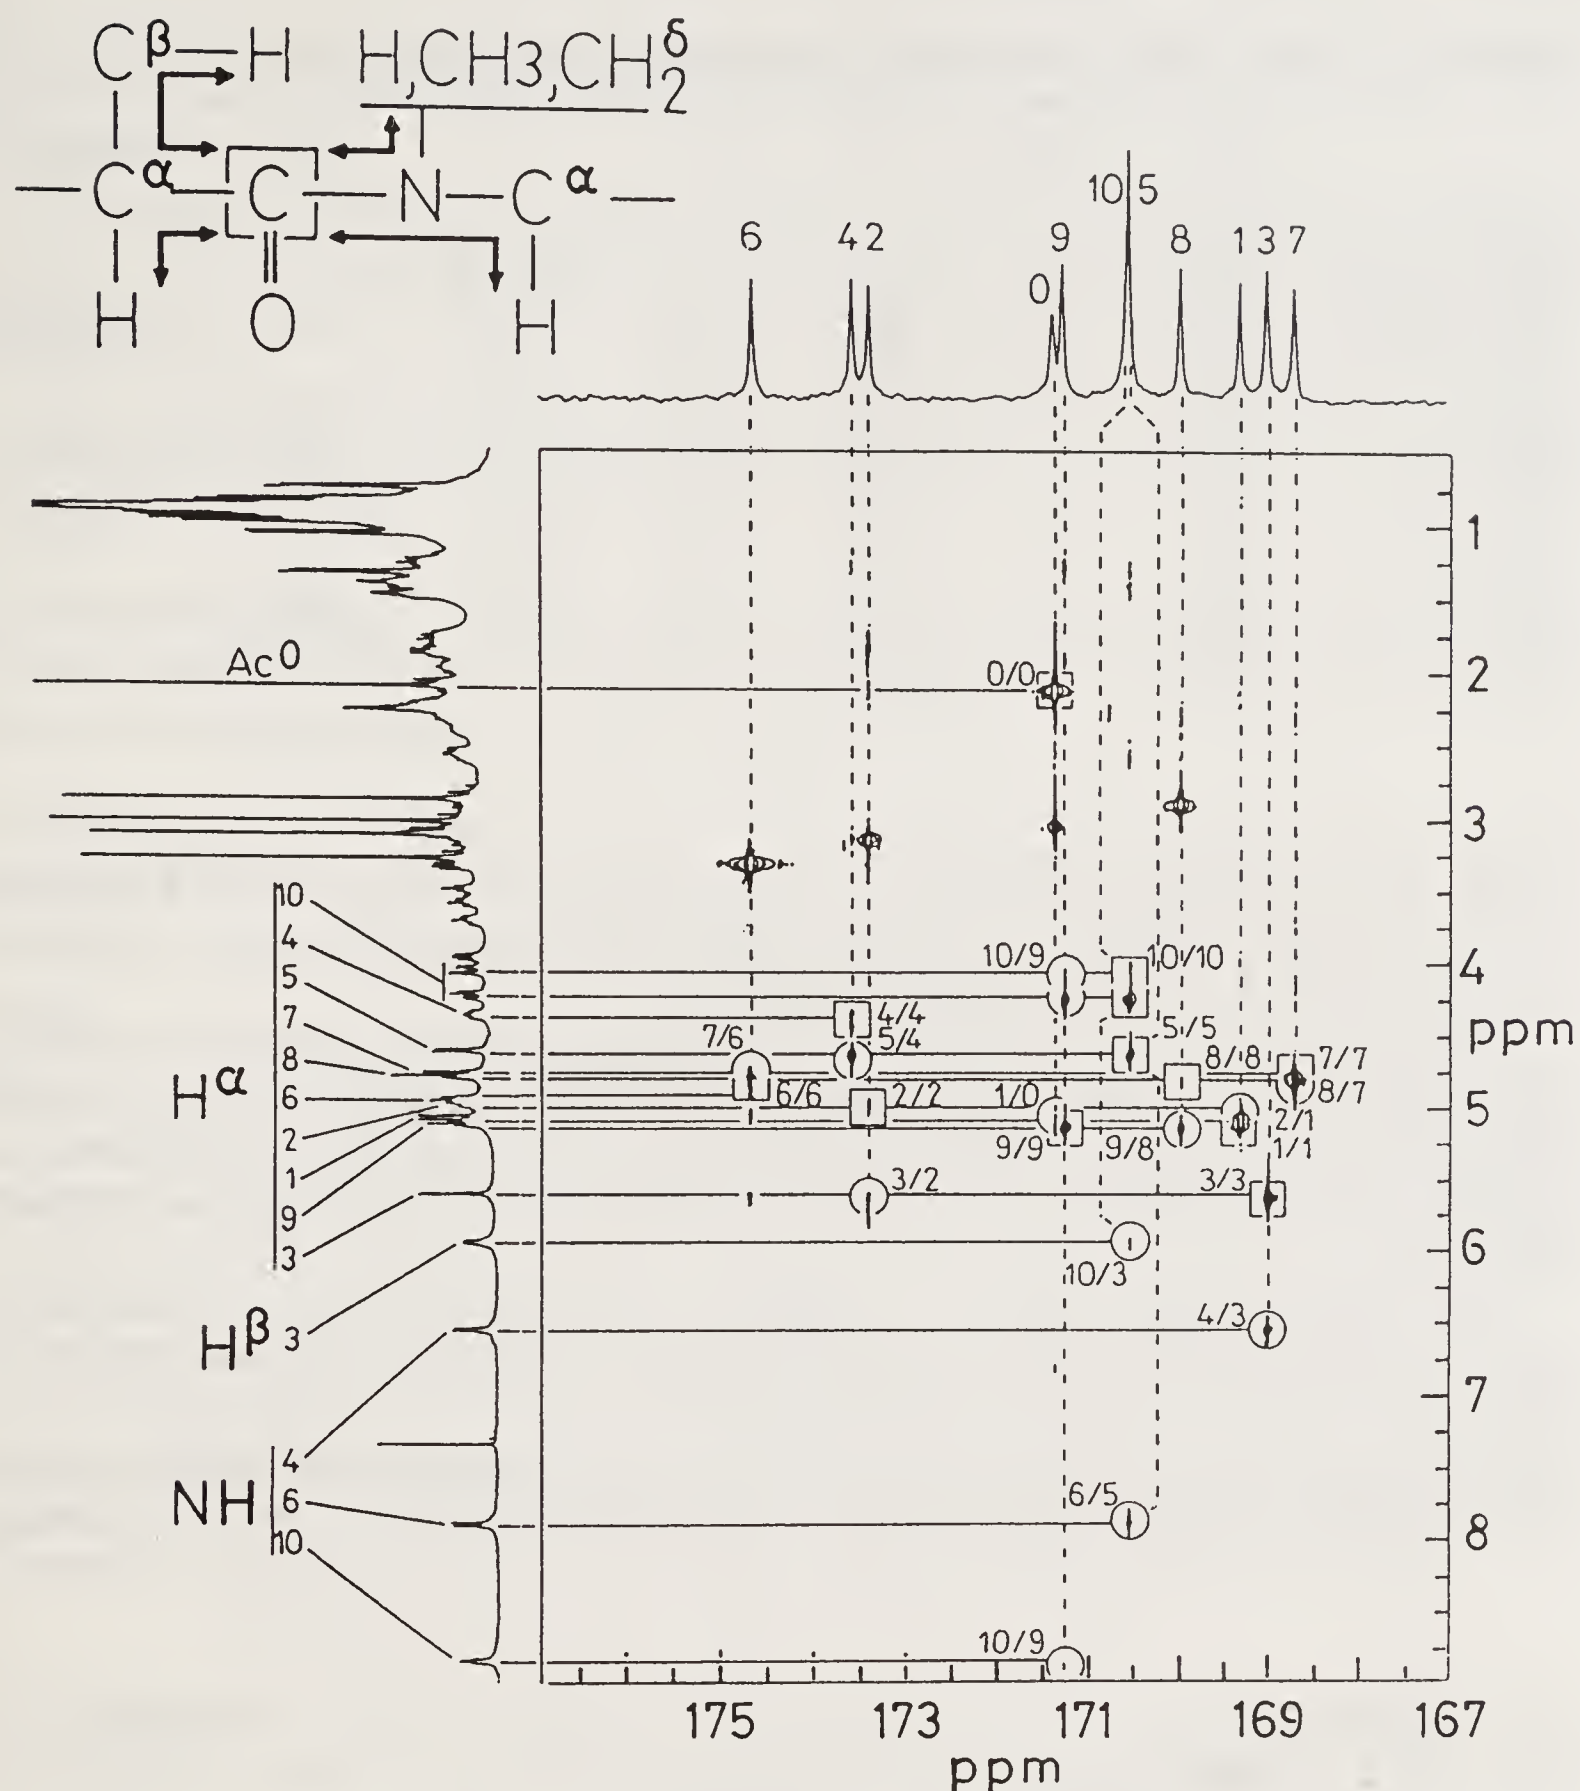 Cβ H H,CH3,CH2δ
Cα C N Cα
H O H
10 5
6 4 2 9 8 1 3 7
0
1
Ac0
0/0 2
3
10
4
5
7
8
6
2
1
9
3
Hα
10/9 10/10 4
4/4
7/6 5/4 5/5 ppm
8/8 7/7
6/6 2/2 1/0 8/7
5
2/1
9/9 9/8 1/1
3/2 3/3
6
10/3
Hβ 3
4/3
7
4
NH 6
10
6/5 8
10/9
175 173 171 169 167
ppm